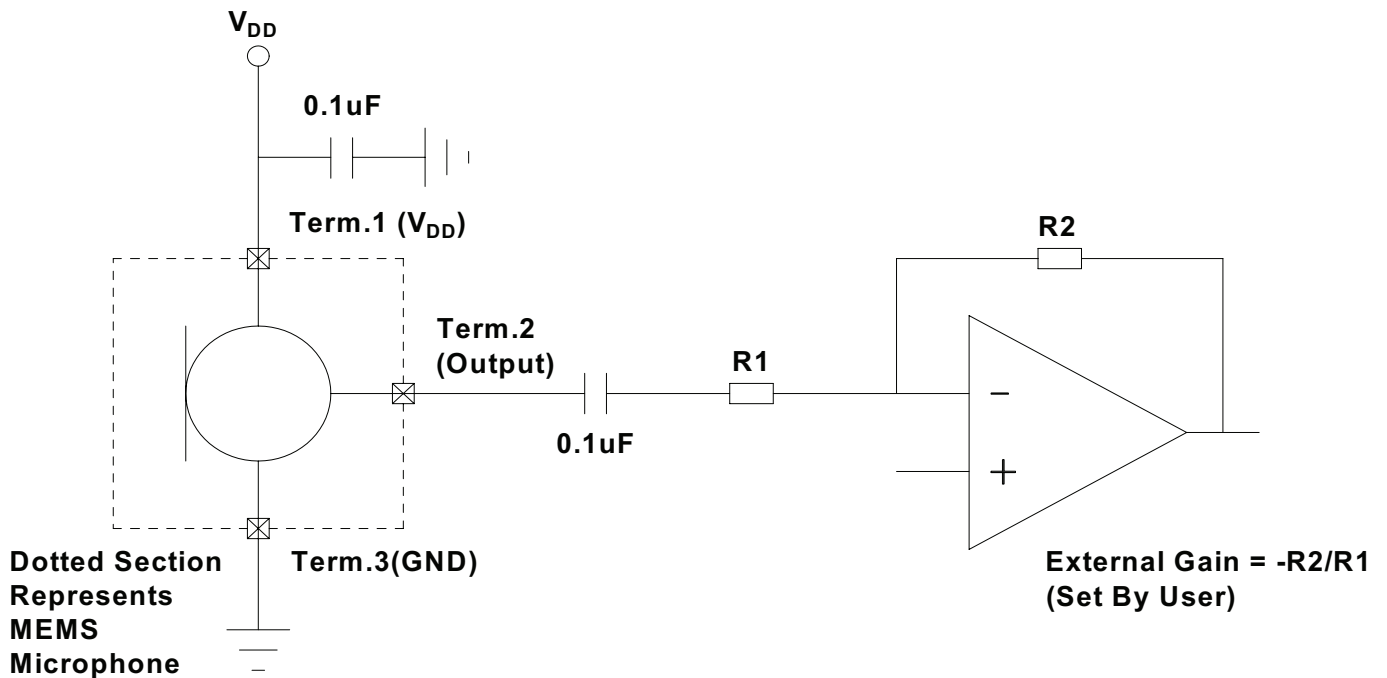 VDD
0.1uF
Term.1 (VDD)
R2
Term.2
(Output)
R1
0.1uF
-
+
Dotted Section
Represents
MEMS
Microphone
Term.3(GND)
External Gain = -R2/R1
(Set By User)